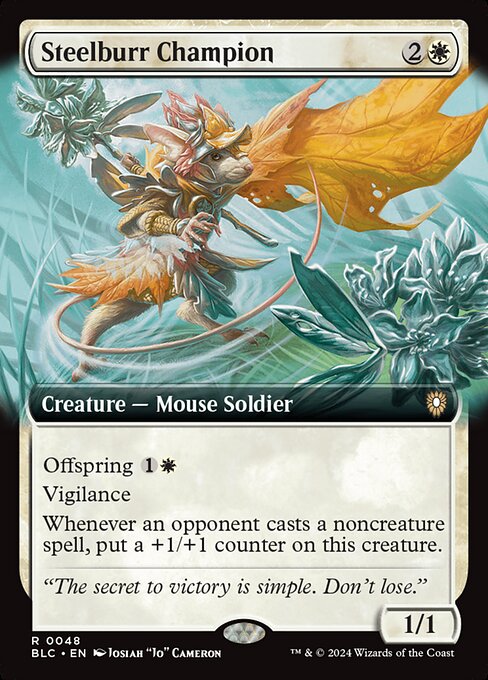 Steelburr Champion 2
Creature — Mouse Soldier
Offspring 1
Vigilance
Whenever an opponent casts a noncreature
spell, put a +1/+1 counter on this creature.
“The secret to victory is simple. Don’t lose.”
1/1
R 0048
BLC • EN Josiah “Jo” Cameron
™ & © 2024 Wizards of the Coast